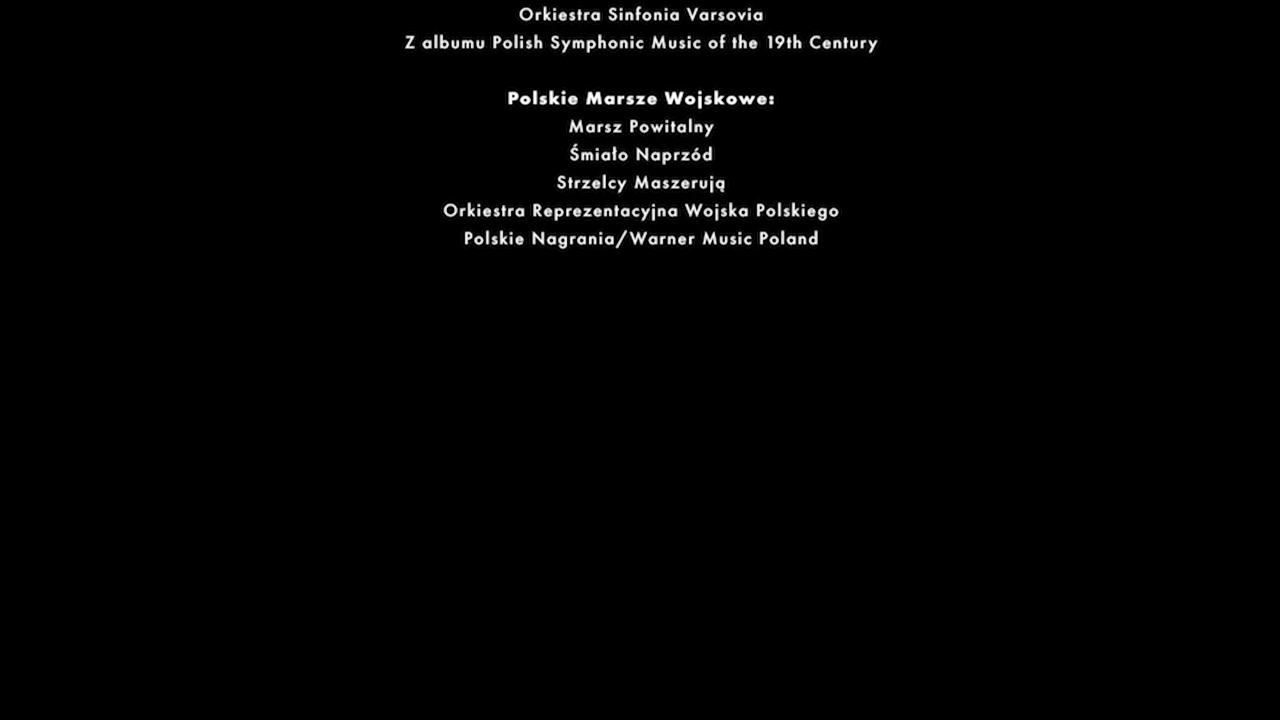 Orkiestra Sinfonia Varsovia
Z albumu Polish Symphonic Music of the 19th Century
Polskie Marsze Wojskowe:
Marsz Powitalny
Śmiało Naprzód
Strzelcy Maszerują
Orkiestra Reprezentacyjna Wojska Polskiego
Polskie Nagrania/Warner Music Poland